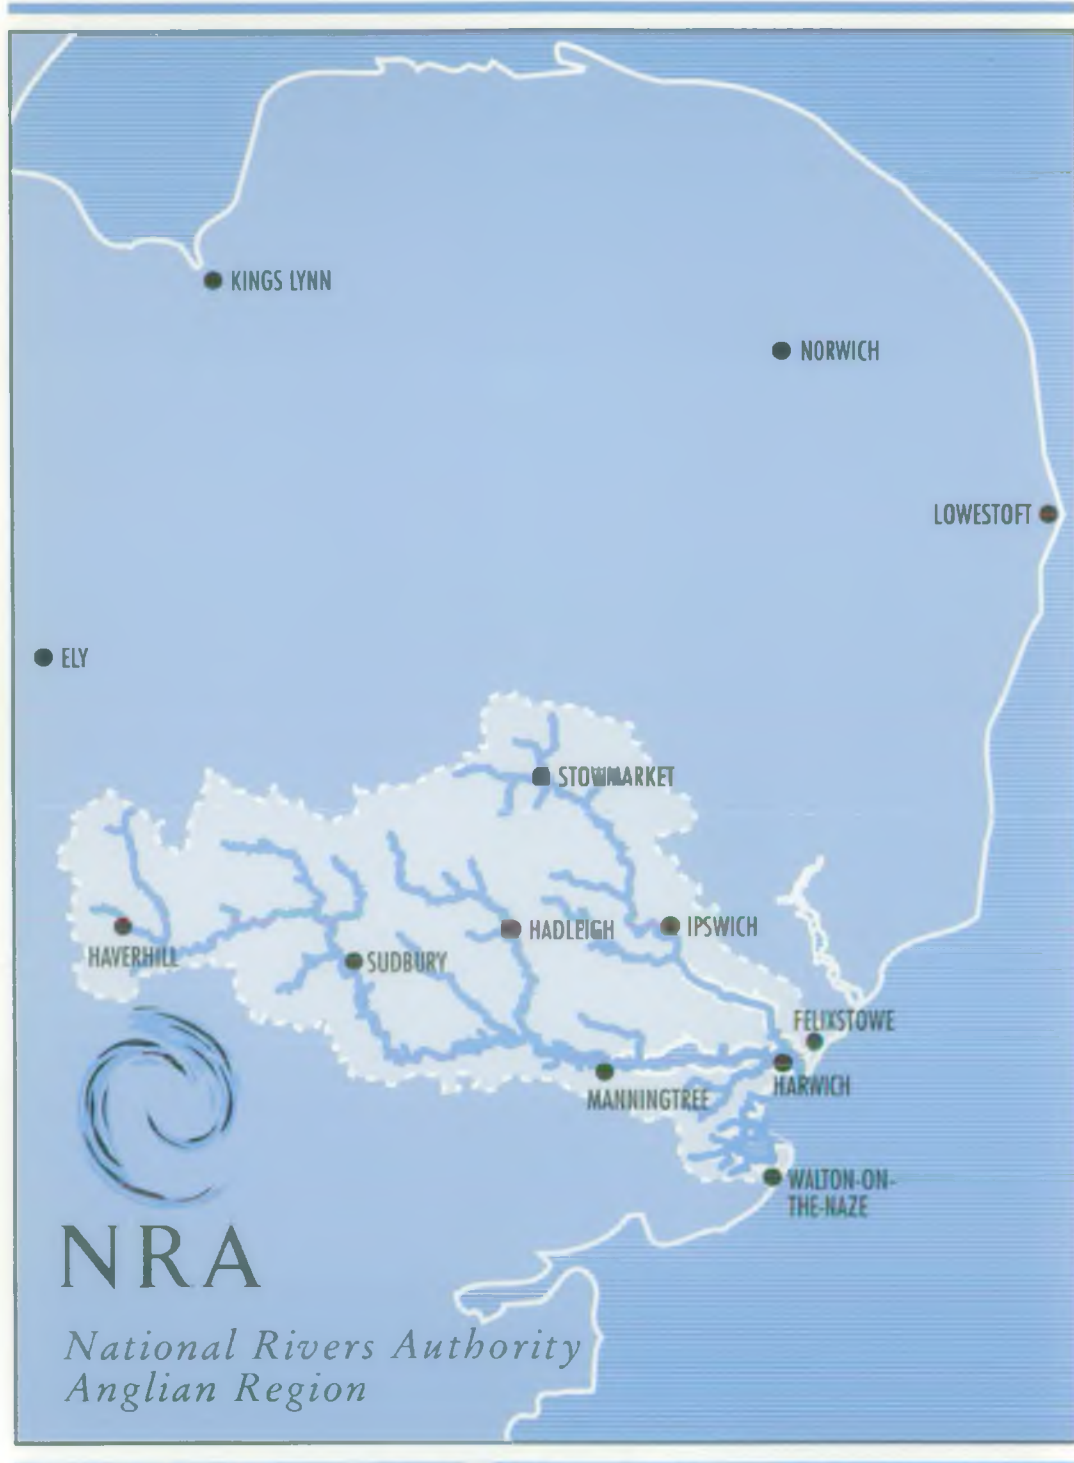 KINGS LYNN
NORWICH
LOWESTOFT
ELY
STOWMARKET
HADLEIGH
IPSWICH
HAVERHILL
SUDBURY
FELIXSTOWE
HARWICH
MANNINGTREE
WALTON-ON-
THE-NAZE
NRA
National Rivers Authority
Anglian Region